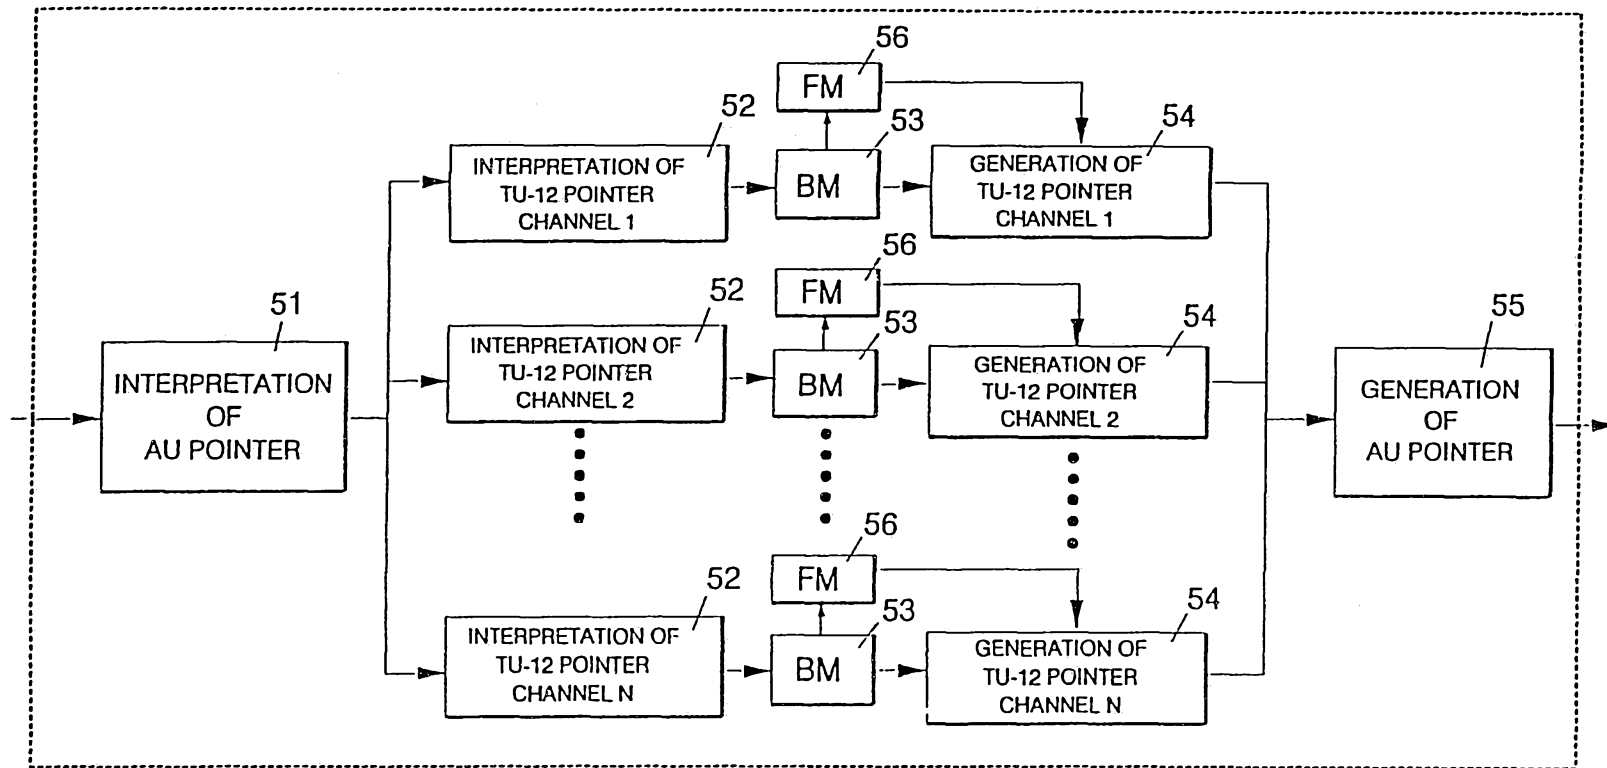 56
FM
52
53
54
INTERPRETATION OF
TU-12 POINTER
CHANNEL 1
BM
GENERATION OF
TU-12 POINTER
CHANNEL 1
56
FM
51
52
53
54
55
INTERPRETATION
OF
AU POINTER
INTERPRETATION OF
TU-12 POINTER
CHANNEL 2
BM
GENERATION OF
TU-12 POINTER
CHANNEL 2
GENERATION
OF
AU POINTER
56
FM
52
53
54
INTERPRETATION OF
TU-12 POINTER
CHANNEL N
BM
GENERATION OF
TU-12 POINTER
CHANNEL N